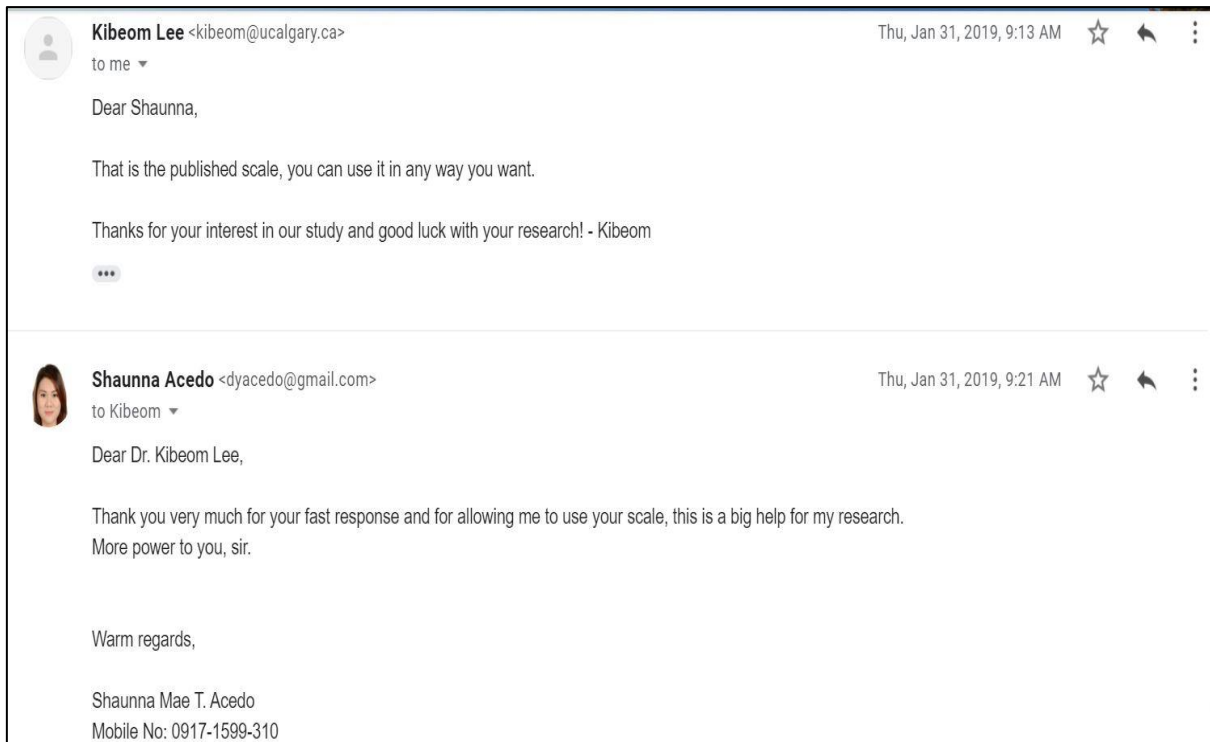 Kibeom Lee <kibeom@ucalgary.ca> Thu, Jan 31, 2019, 9:13 AM
to me
Dear Shaunna,
That is the published scale, you can use it in any way you want.
Thanks for your interest in our study and good luck with your research! - Kibeom
Shaunna Acedo <dyacedo@gmail.com> Thu, Jan 31, 2019, 9:21 AM
to Kibeom
Dear Dr. Kibeom Lee,
Thank you very much for your fast response and for allowing me to use your scale, this is a big help for my research.
More power to you, sir.
Warm regards,
Shaunna Mae T. Acedo
Mobile No: 0917-1599-310